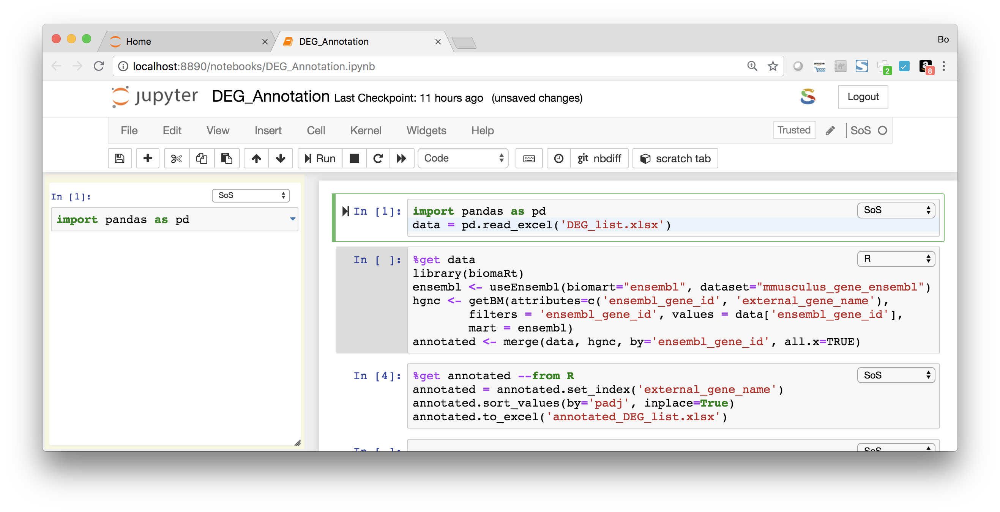 Home
DEG_Annotation
Bo
localhost:8890/notebooks/DEG_Annotation.ipynb
2
8
jupyter DEG_Annotation Last Checkpoint: 11 hours ago (unsaved changes)
Logout
File Edit View Insert Cell Kernel Widgets Help
Trusted SoS
Run Code git nbdiff scratch tab
In [1]: SoS
import pandas as pd
In [1]: import pandas as pd SoS
data = pd.read_excel('DEG_list.xlsx')
In [ ]: %get data R
library(biomaRt)
ensembl <- useEnsembl(biomart="ensembl", dataset="mmusculus_gene_ensembl")
hgnc <- getBM(attributes=c('ensembl_gene_id', 'external_gene_name'),
filters = 'ensembl_gene_id', values = data['ensembl_gene_id'],
mart = ensembl)
annotated <- merge(data, hgnc, by='ensembl_gene_id', all.x=TRUE)
In [4]: %get annotated --from R SoS
annotated = annotated.set_index('external_gene_name')
annotated.sort_values(by='padj', inplace=True)
annotated.to_excel('annotated_DEG_list.xlsx')
In [ ]: SoS